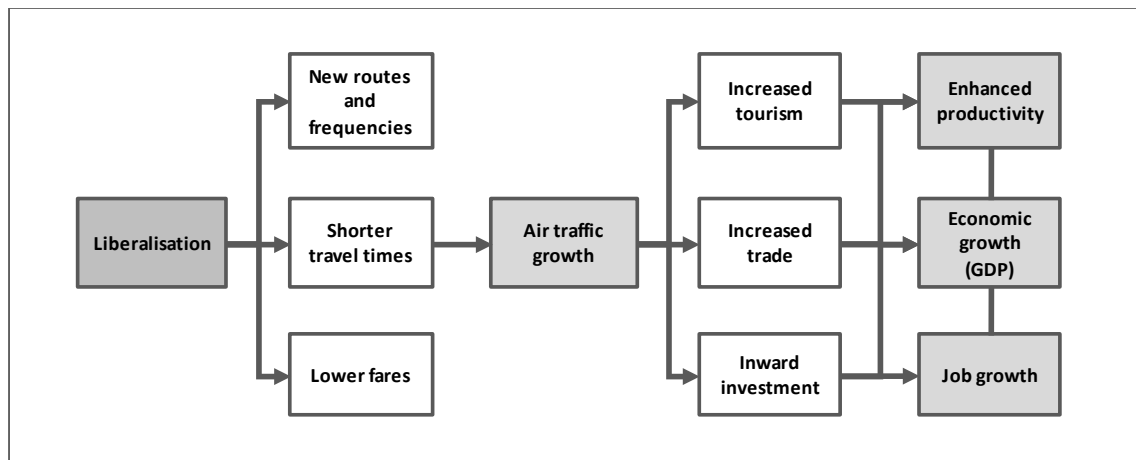 New routes
and
frequencies
Increased
tourism
Enhanced
productivity
Liberalisation
Shorter
travel times
Air traffic
growth
Increased
trade
Economic
growth
(GDP)
Lower fares
Inward
investment
Job growth